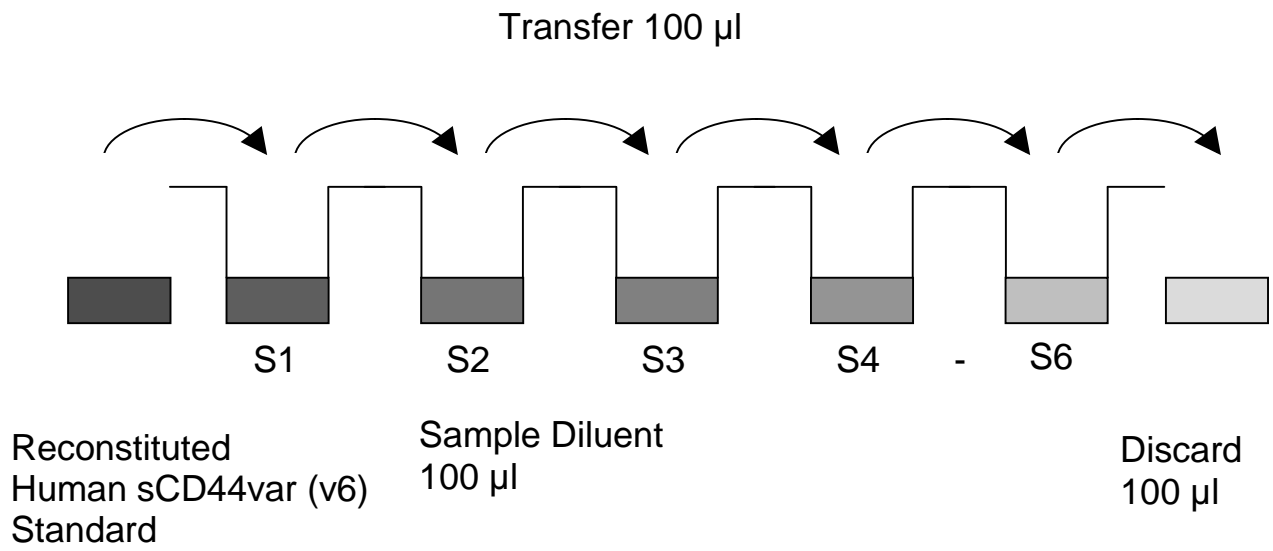 Transfer 100 µl
S1 S2 S3 S4 - S6
Reconstituted
Human sCD44var (v6)
Standard
Sample Diluent
100 µl
Discard
100 µl